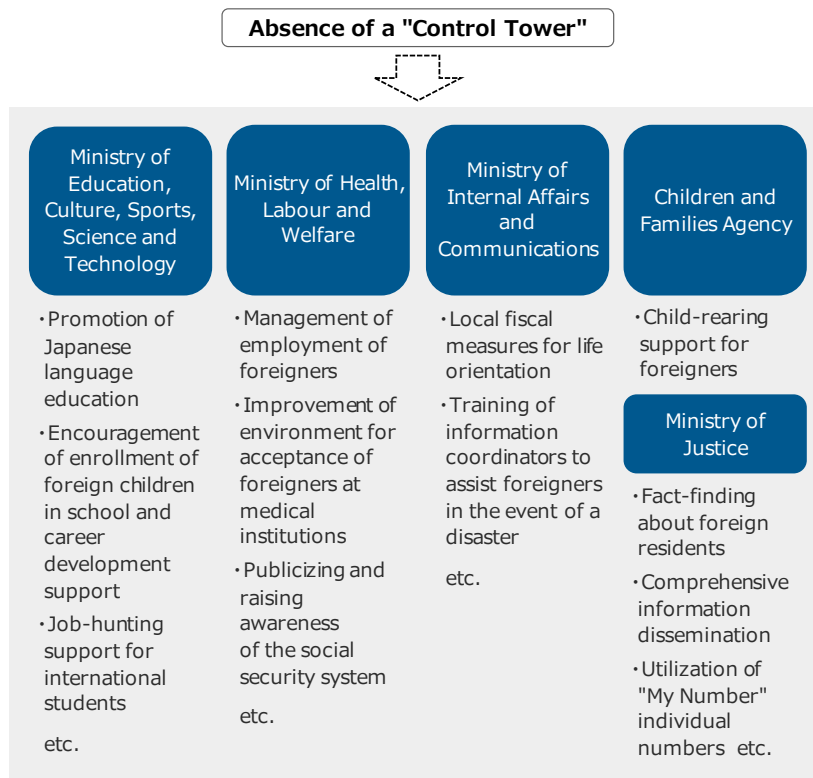 Absence of a "Control Tower"
Ministry of
Education,
Culture, Sports,
Science and
Technology
・Promotion of
Japanese
language
education
・Encouragement
of enrollment of
foreign children
in school and
career
development
support
・Job-hunting
support for
international
students
etc.
Ministry of Health,
Labour and
Welfare
・Management of
employment of
foreigners
・Improvement of
environment for
acceptance of
foreigners at
medical
institutions
・Publicizing and
raising
awareness
of the social
security system
etc.
Ministry of
Internal Affairs
and
Communications
・Local fiscal
measures for life
orientation
・Training of
information
coordinators to
assist foreigners
in the event of a
disaster
etc.
Children and
Families Agency
・Child-rearing
support for
foreigners
Ministry of
Justice
・Fact-finding
about foreign
residents
・Comprehensive
information
dissemination
・Utilization of
"My Number"
individual
numbers etc.